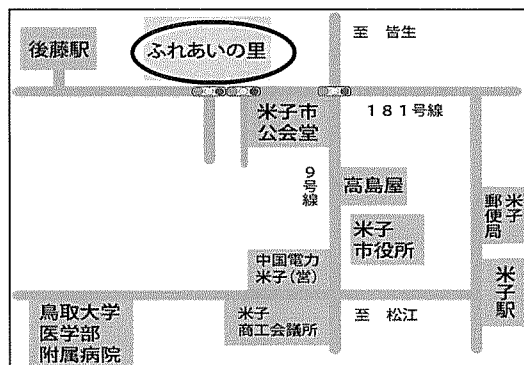 後藤駅
ふれあいの里
至 皆生
米子市
公会堂
181号線
9号線
高島屋
米子
郵便局
米子
市役所
中国電力
米子(営)
米子駅
鳥取大学
医学部
附属病院
米子
商工会議所
至 松江